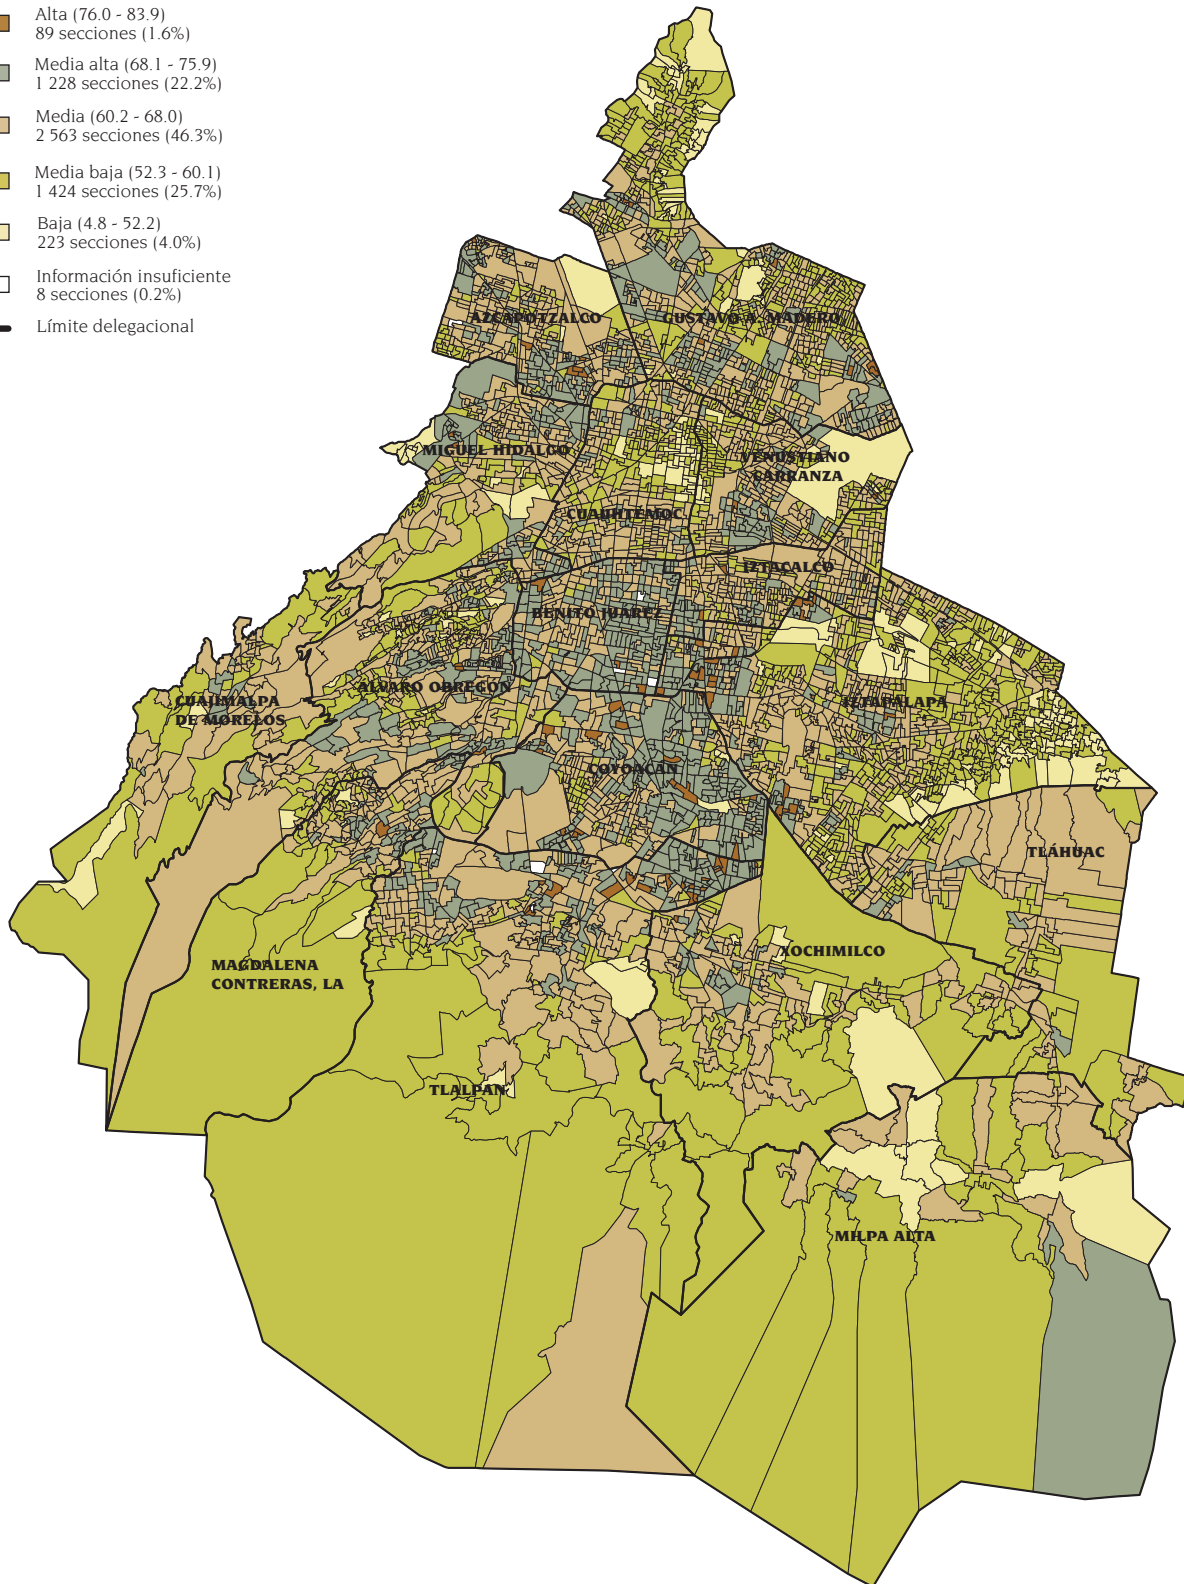 Alta (76.0 - 83.9)
89 secciones (1.6%)
Media alta (68.1 - 75.9)
1 228 secciones (22.2%)
Media (60.2 - 68.0)
2 563 secciones (46.3%)
Media baja (52.3 - 60.1)
1 424 secciones (25.7%)
Baja (4.8 - 52.2)
223 secciones (4.0%)
Información insuficiente
8 secciones (0.2%)
Límite delegacional
AZCAPOTZALCO
GUSTAVO A. MADERO
MIGUEL HIDALGO
VENUSTIANO
CARRANZA
CUAUHTÉMOC
IZTACALCO
BENITO JUÁREZ
ÁLVARO OBREGÓN
CUAJIMALPA
DE MORELOS
IZTAPALAPA
COYOACÁN
TLÁHUAC
XOCHIMILCO
MAGDALENA
CONTRERAS, LA
TLALPAN
MILPA ALTA